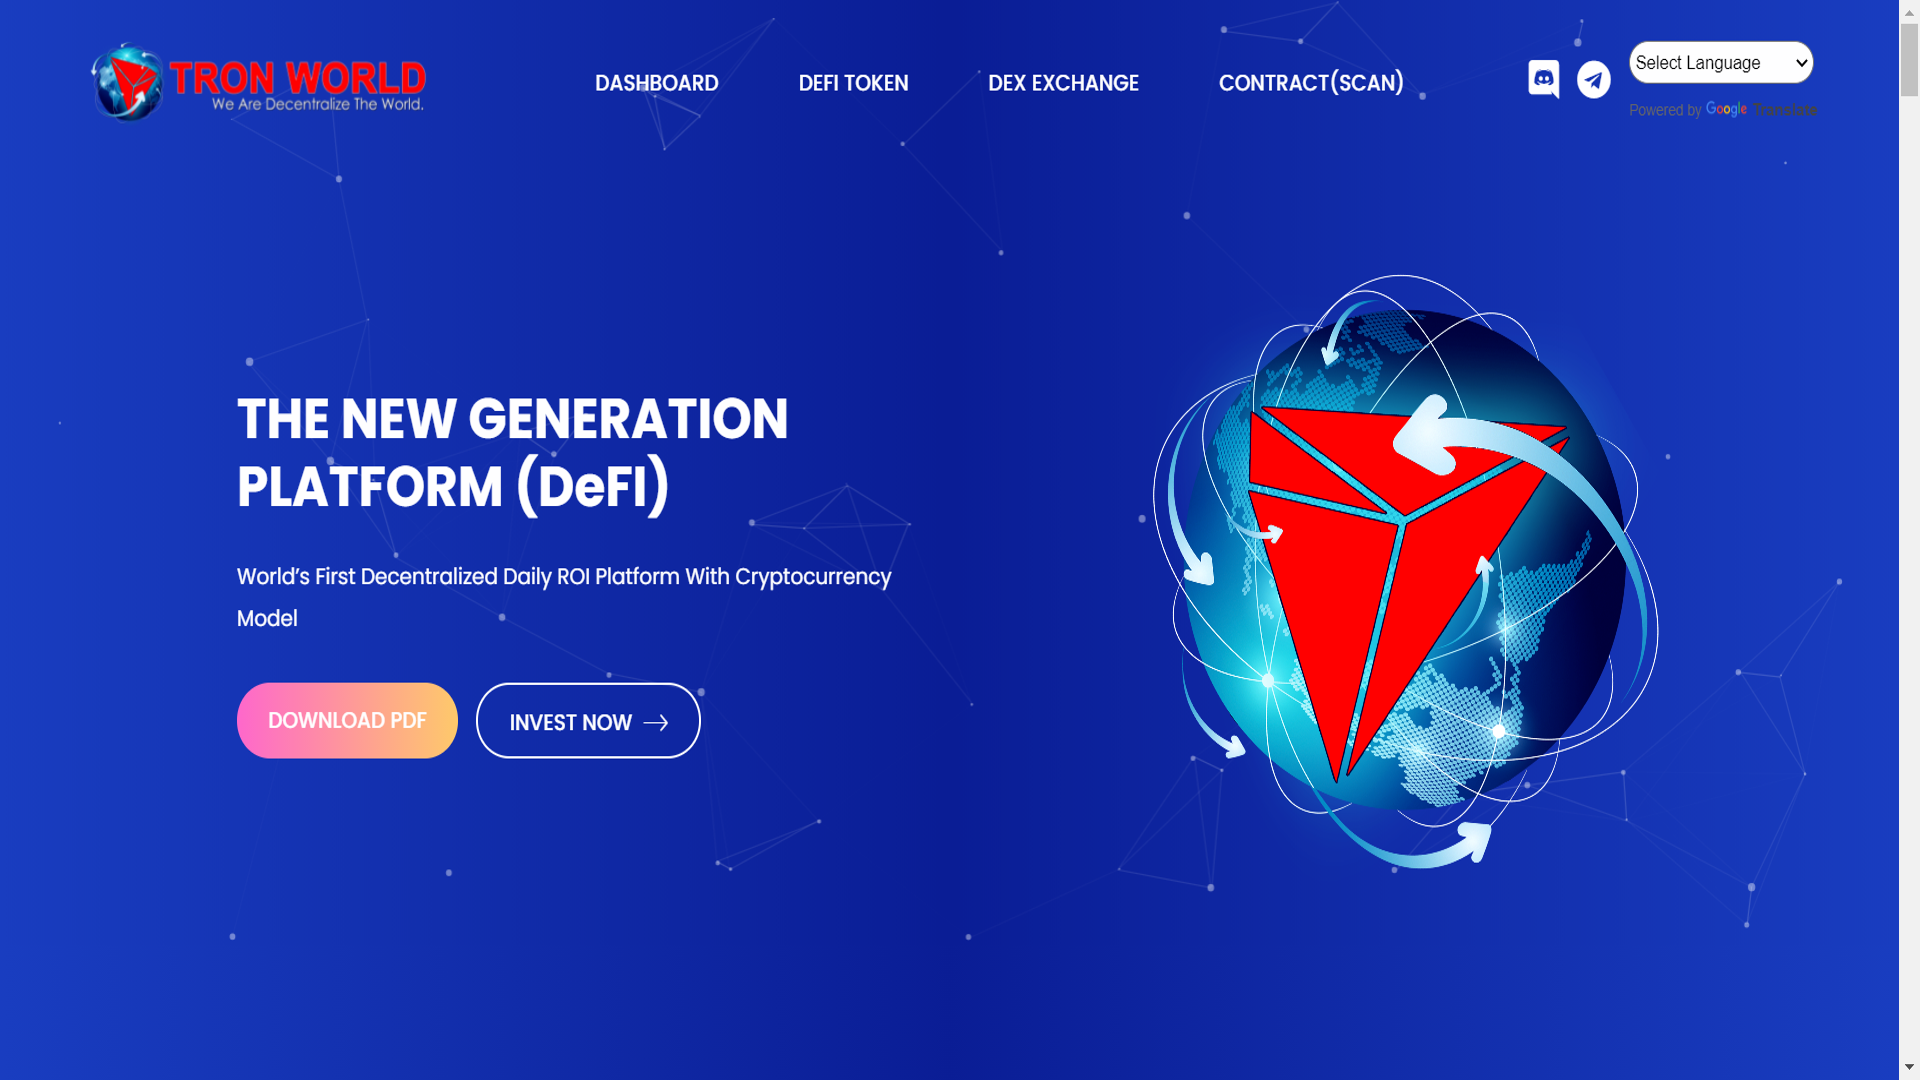 TRON WORLD
We Are Decentralize The World.
DASHBOARD
DEFI TOKEN
DEX EXCHANGE
CONTRACT(SCAN)
Select Language
Powered by Google Translate
THE NEW GENERATION
PLATFORM (DeFI)
World’s First Decentralized Daily ROI Platform With Cryptocurrency
Model
DOWNLOAD PDF
INVEST NOW